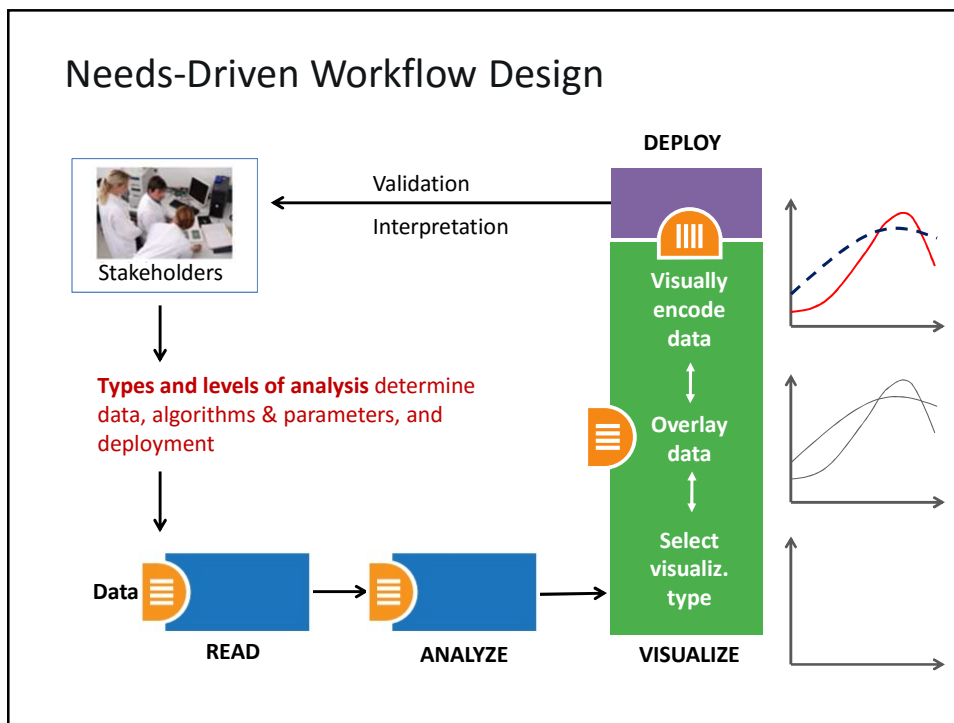 Needs-Driven Workflow Design
DEPLOY
Validation
Interpretation
Stakeholders
Visually
encode
data
Types and levels of analysis determine
data, algorithms & parameters, and
deployment
Overlay
data
Select
visualiz.
type
Data
READ
ANALYZE
VISUALIZE